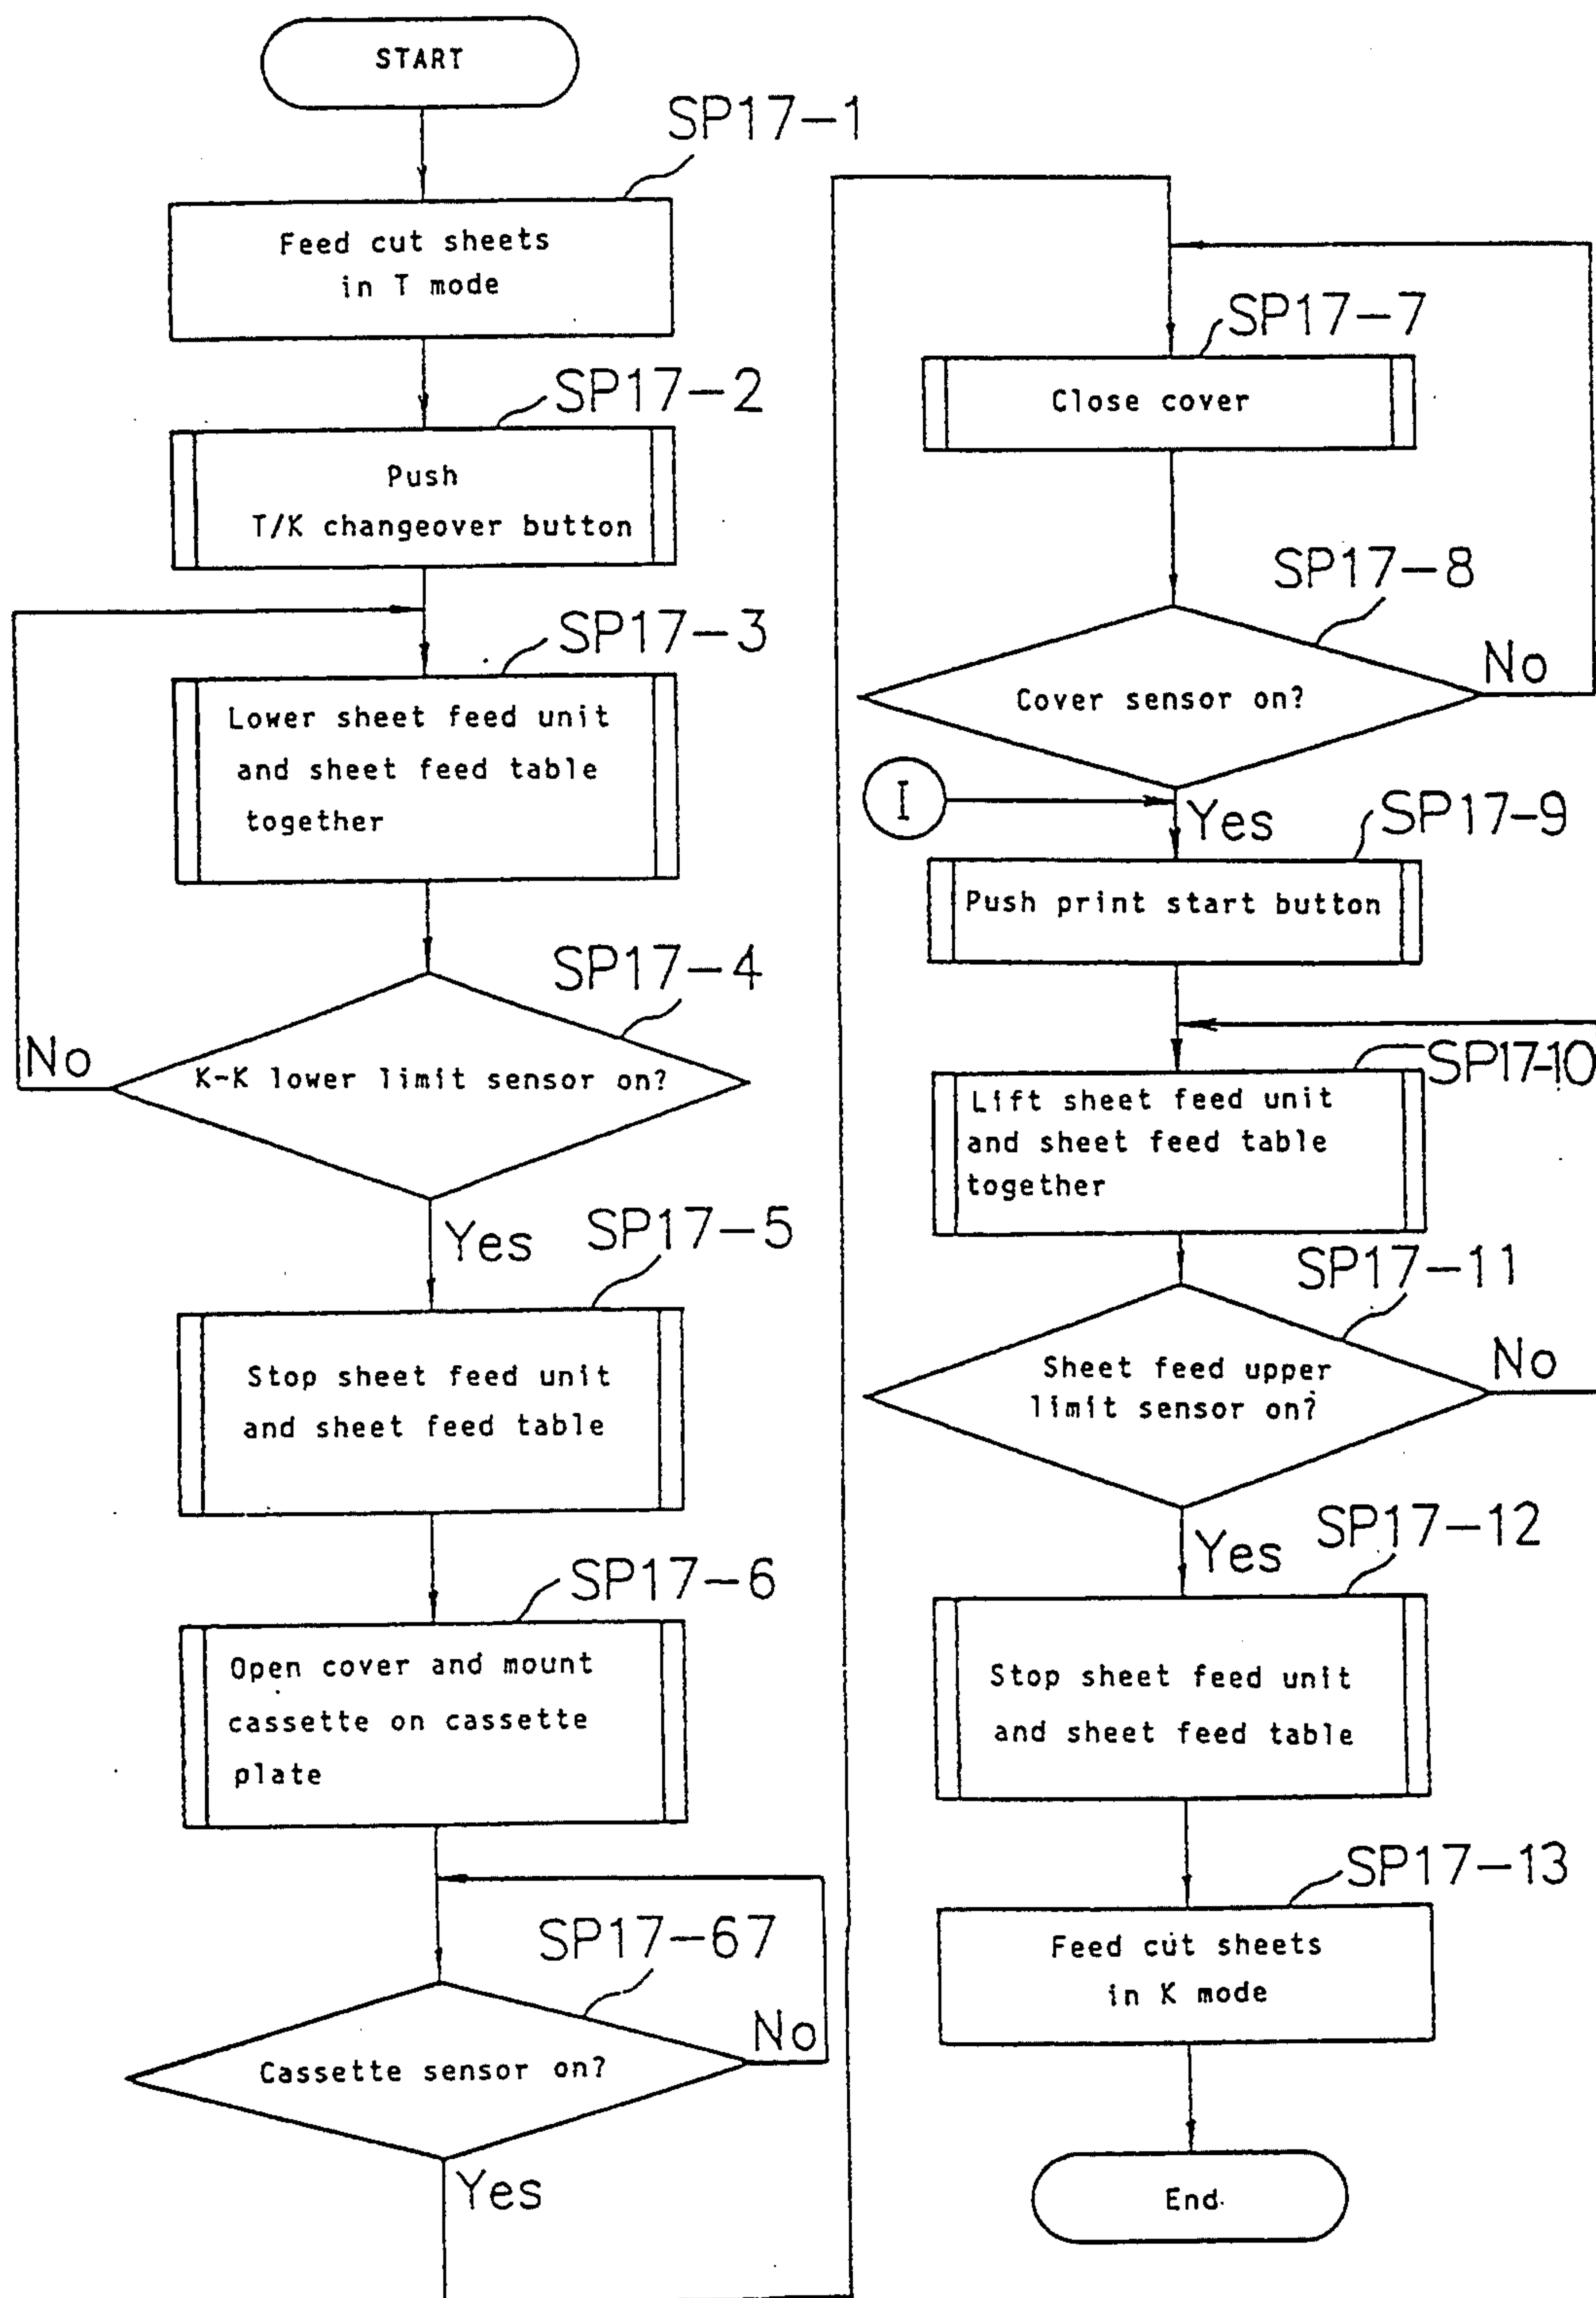 START
SP17-1
Feed cut sheets
in T mode
SP17-2
Push
T/K changeover button
SP17-3
Lower sheet feed unit
and sheet feed table
together
SP17-4
No
K-K lower limit sensor on?
Yes
SP17-5
Stop sheet feed unit
and sheet feed table
SP17-6
Open cover and mount
cassette on cassette
plate
SP17-67
No
Cassette sensor on?
Yes
SP17-7
Close cover
SP17-8
No
Cover sensor on?
I
Yes
SP17-9
Push print start button
SP17-10
Lift sheet feed unit
and sheet feed table
together
SP17-11
No
Sheet feed upper
limit sensor on?
Yes
SP17-12
Stop sheet feed unit
and sheet feed table
SP17-13
Feed cut sheets
in K mode
End